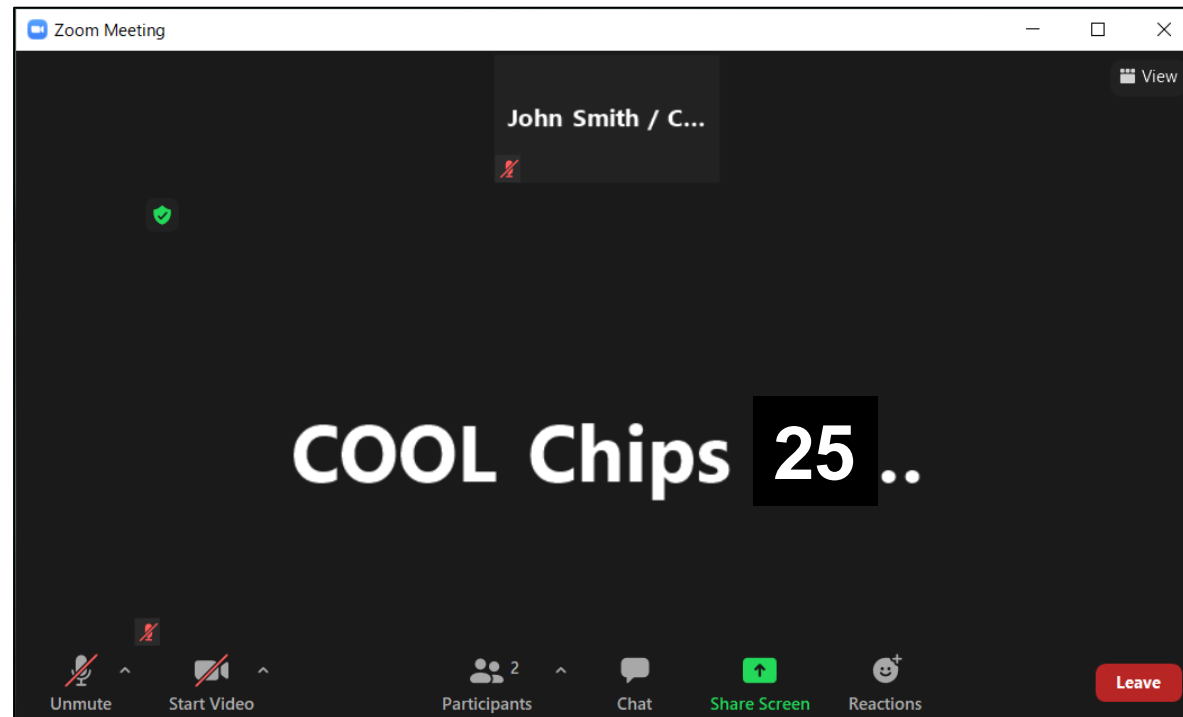 Zoom Meeting
View
John Smith / C...
COOL Chips 25..
Unmute
Start Video
Participants
2
Chat
Share Screen
Reactions
Leave